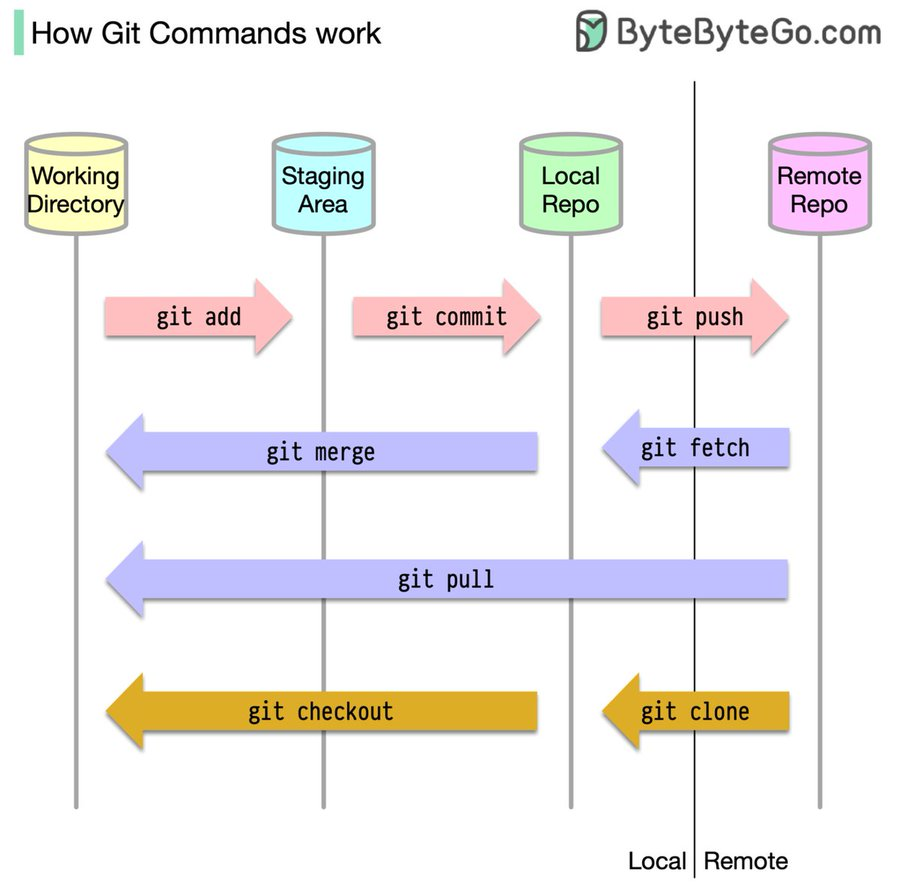 How Git Commands work
ByteByteGo.com
Working
Directory
Staging
Area
Local
Repo
Remote
Repo
git add
git commit
git push
git merge
git fetch
git pull
git checkout
git clone
Local
Remote